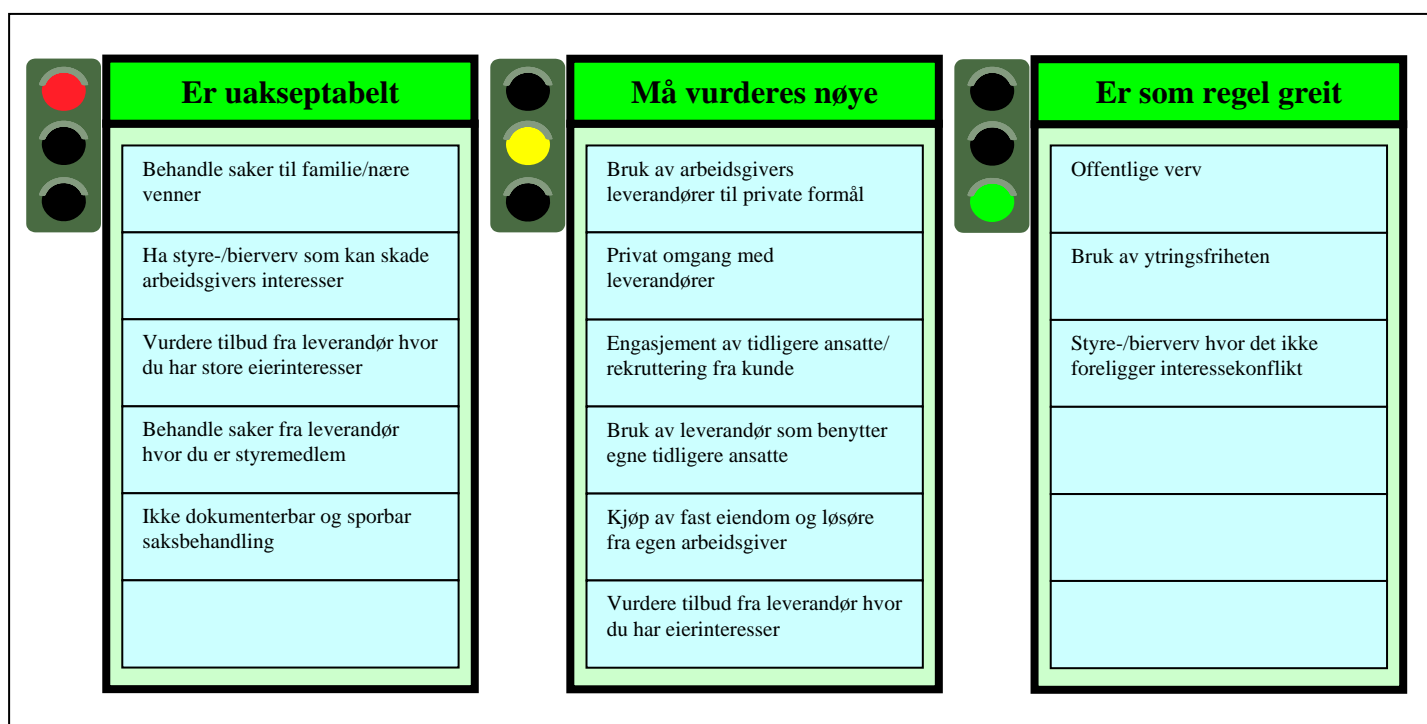 Er uakseptabelt
Behandle saker til familie/nære
venner
Ha styre-/bierverv som kan skade
arbeidsgivers interesser
Vurdere tilbud fra leverandør hvor
du har store eierinteresser
Behandle saker fra leverandør
hvor du er styremedlem
Ikke dokumenterbar og sporbar
saksbehandling
Må vurderes nøye
Bruk av arbeidsgivers
leverandører til private formål
Privat omgang med
leverandører
Engasjement av tidligere ansatte/
rekruttering fra kunde
Bruk av leverandør som benytter
egne tidligere ansatte
Kjøp av fast eiendom og løsøre
fra egen arbeidsgiver
Vurdere tilbud fra leverandør hvor
du har eierinteresser
Er som regel greit
Offentlige verv
Bruk av ytringsfriheten
Styre-/bierverv hvor det ikke
foreligger interessekonflikt